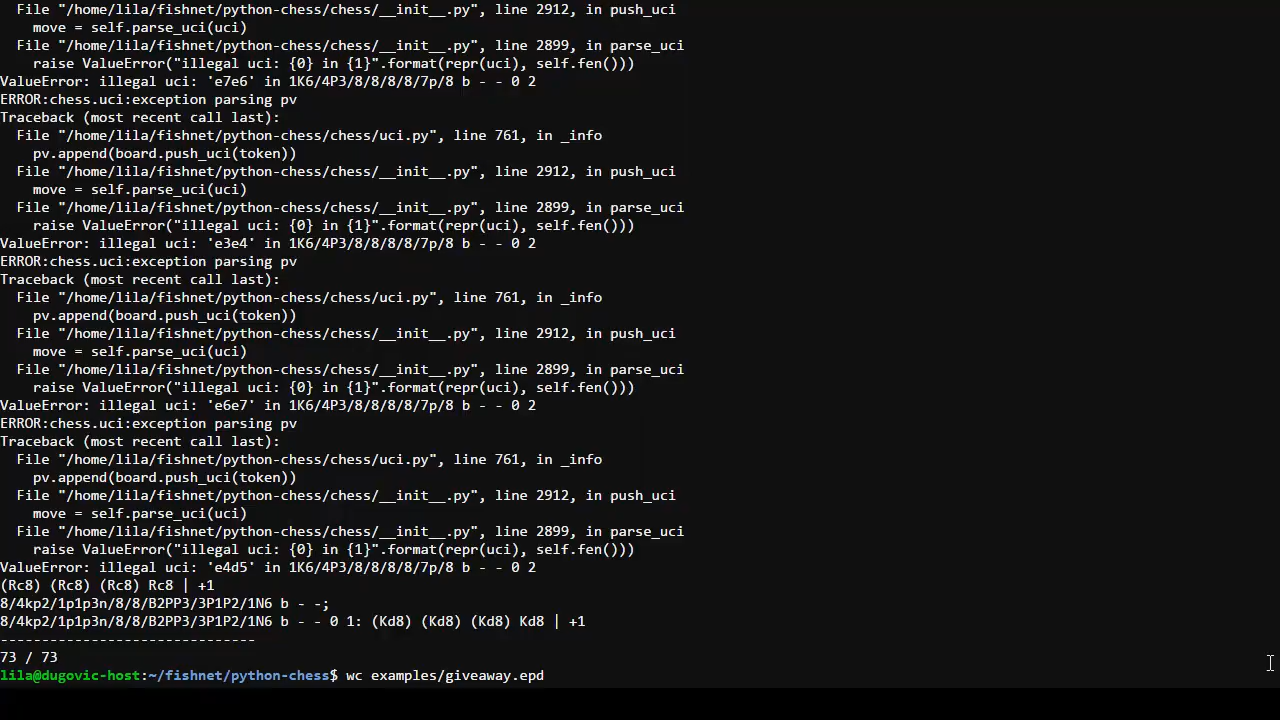 File "/home/lila/fishnet/python-chess/chess/__init__.py", line 2912, in push_uci
    move = self.parse_uci(uci)
  File "/home/lila/fishnet/python-chess/chess/__init__.py", line 2899, in parse_uci
    raise ValueError("illegal uci: {0} in {1}".format(repr(uci), self.fen()))
ValueError: illegal uci: 'e7e6' in 1K6/4P3/8/8/8/8/7p/8 b - - 0 2
ERROR:chess.uci:exception parsing pv
Traceback (most recent call last):
  File "/home/lila/fishnet/python-chess/chess/uci.py", line 761, in _info
    pv.append(board.push_uci(token))
  File "/home/lila/fishnet/python-chess/chess/__init__.py", line 2912, in push_uci
    move = self.parse_uci(uci)
  File "/home/lila/fishnet/python-chess/chess/__init__.py", line 2899, in parse_uci
    raise ValueError("illegal uci: {0} in {1}".format(repr(uci), self.fen()))
ValueError: illegal uci: 'e3e4' in 1K6/4P3/8/8/8/8/7p/8 b - - 0 2
ERROR:chess.uci:exception parsing pv
Traceback (most recent call last):
  File "/home/lila/fishnet/python-chess/chess/uci.py", line 761, in _info
    pv.append(board.push_uci(token))
  File "/home/lila/fishnet/python-chess/chess/__init__.py", line 2912, in push_uci
    move = self.parse_uci(uci)
  File "/home/lila/fishnet/python-chess/chess/__init__.py", line 2899, in parse_uci
    raise ValueError("illegal uci: {0} in {1}".format(repr(uci), self.fen()))
ValueError: illegal uci: 'e6e7' in 1K6/4P3/8/8/8/8/7p/8 b - - 0 2
ERROR:chess.uci:exception parsing pv
Traceback (most recent call last):
  File "/home/lila/fishnet/python-chess/chess/uci.py", line 761, in _info
    pv.append(board.push_uci(token))
  File "/home/lila/fishnet/python-chess/chess/__init__.py", line 2912, in push_uci
    move = self.parse_uci(uci)
  File "/home/lila/fishnet/python-chess/chess/__init__.py", line 2899, in parse_uci
    raise ValueError("illegal uci: {0} in {1}".format(repr(uci), self.fen()))
ValueError: illegal uci: 'e4d5' in 1K6/4P3/8/8/8/8/7p/8 b - - 0 2
(Rc8) (Rc8) (Rc8) Rc8 | +1
8/4kp2/1p1p3n/8/8/B2PP3/3P1P2/1N6 b - -;
8/4kp2/1p1p3n/8/8/B2PP3/3P1P2/1N6 b - - 0 1: (Kd8) (Kd8) (Kd8) Kd8 | +1
-------------------------------
73 / 73
lila@dugovic-host:~/fishnet/python-chess$ wc examples/giveaway.epd